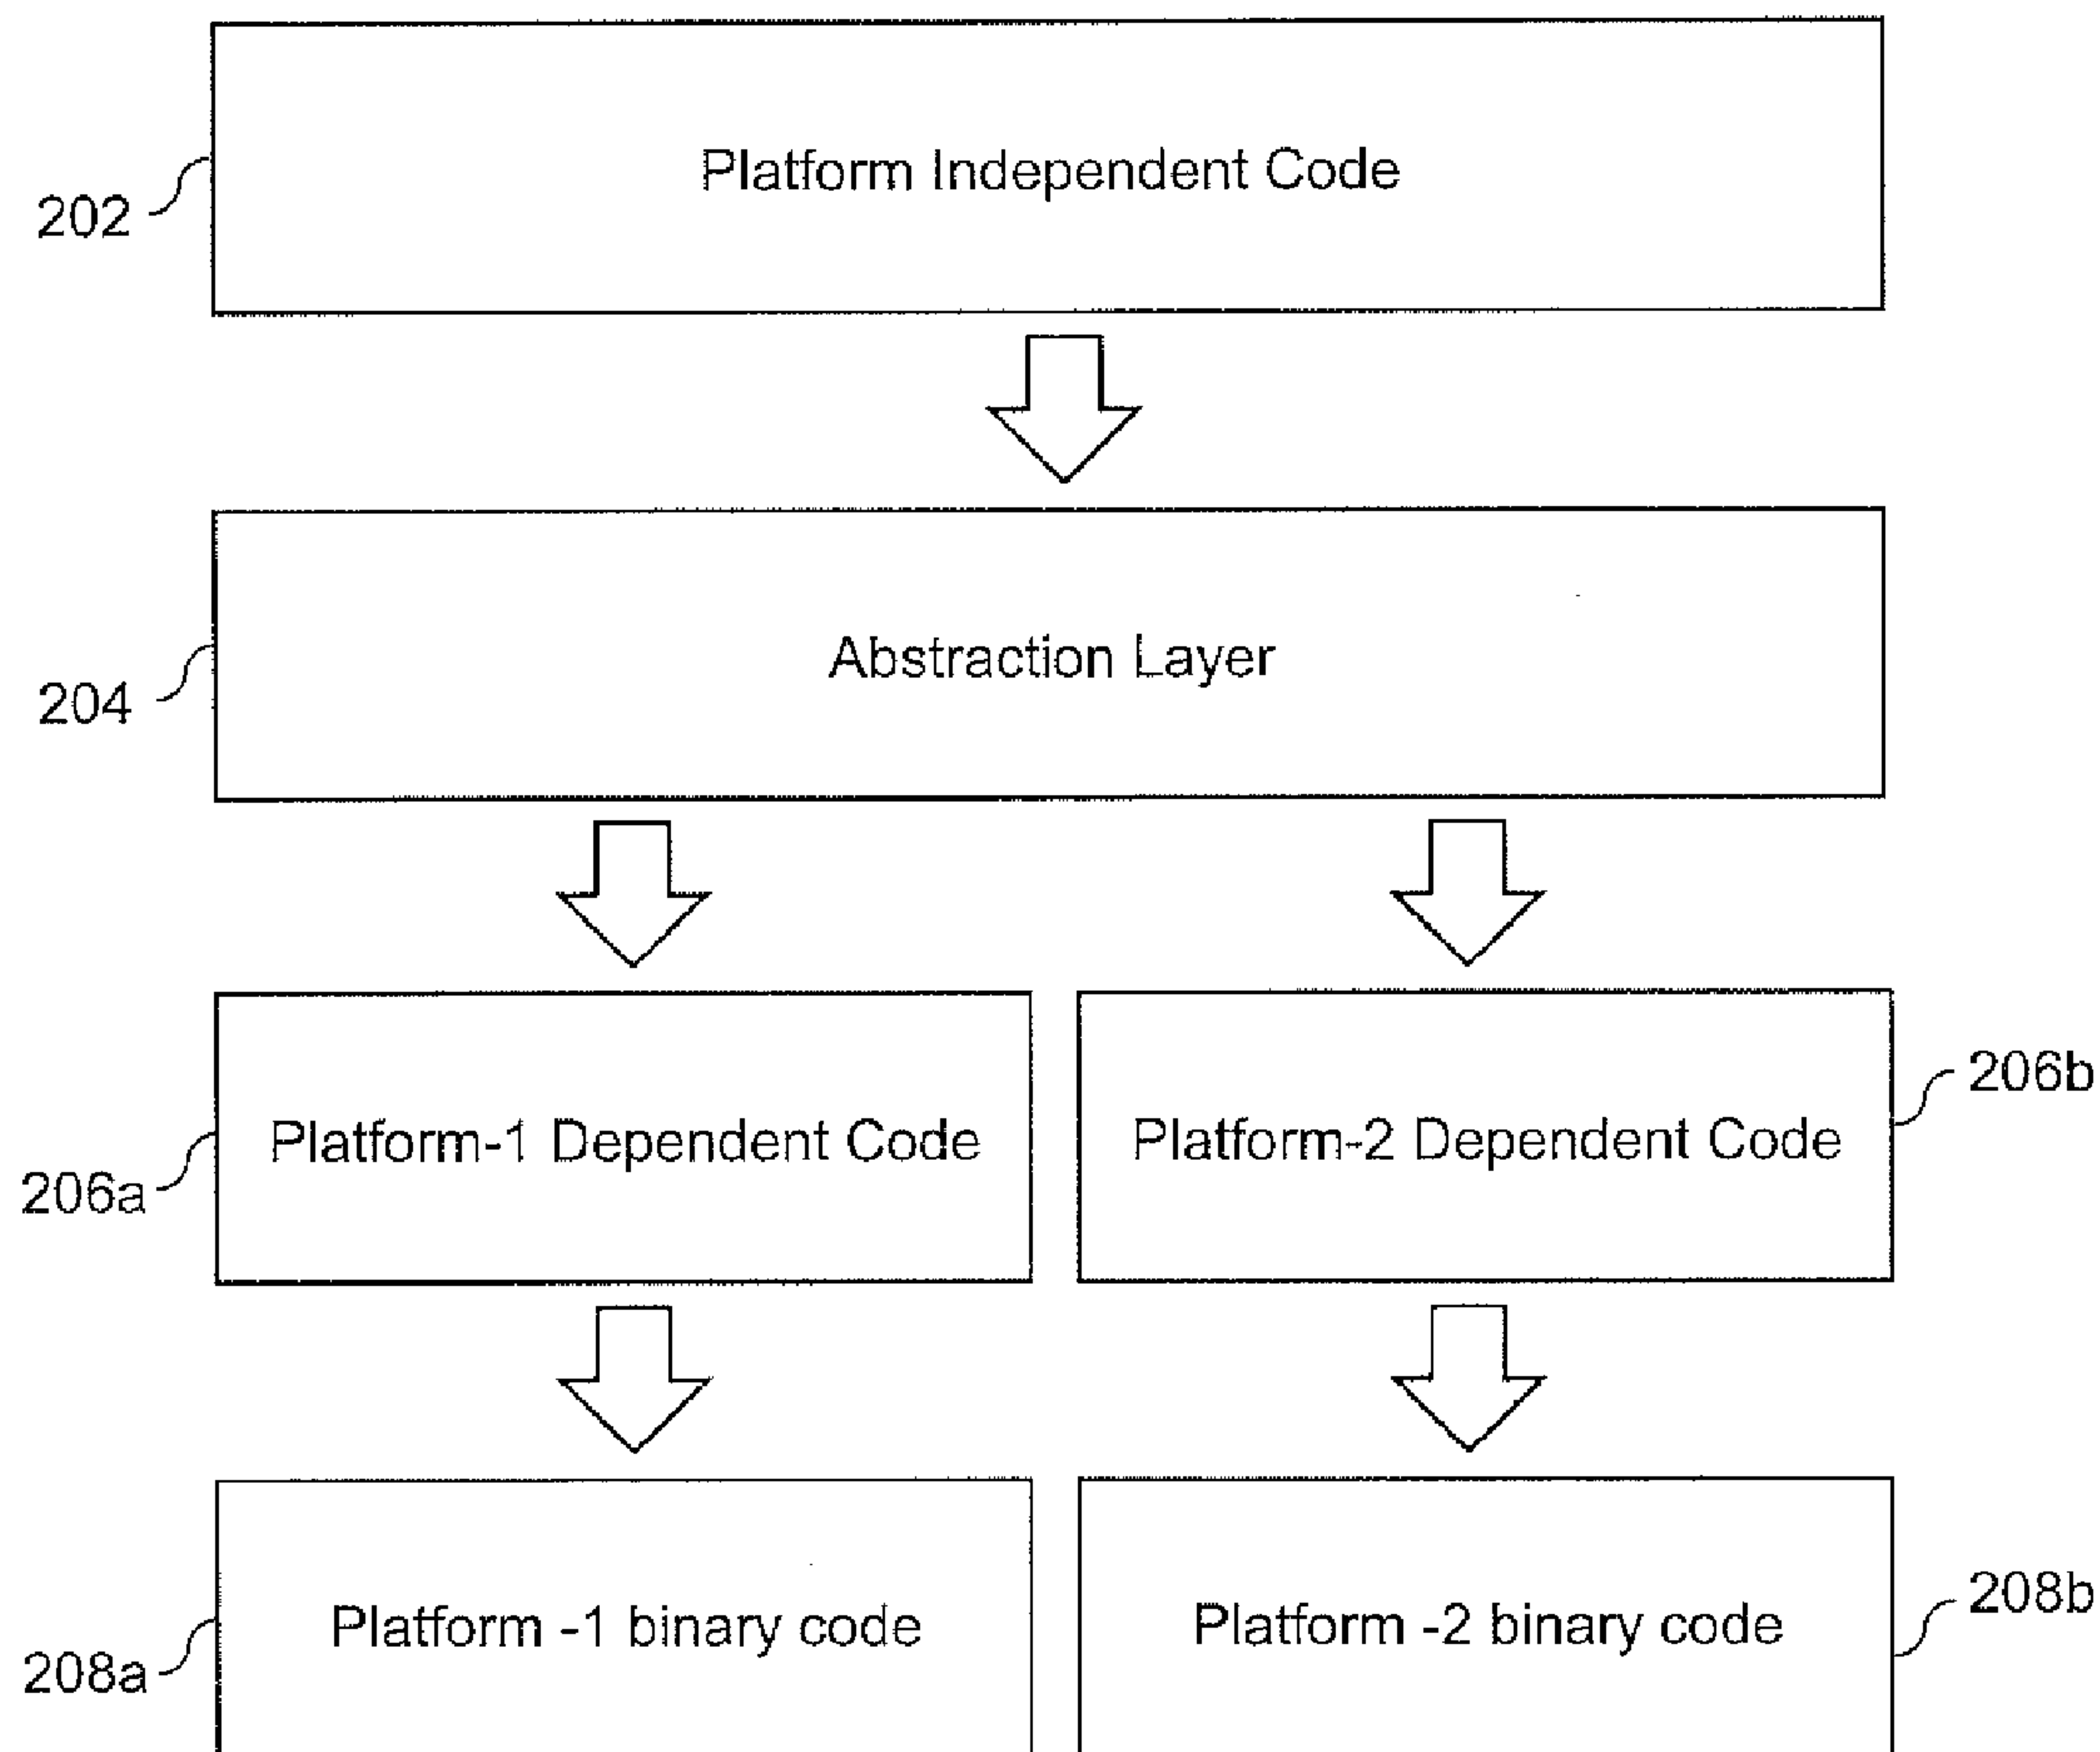 Platform Independent Code
202
Abstraction Layer
204
206b
Platform-1 Dependent Code
Platform-2 Dependent Code
206a
208b
Platform -1 binary code
Platform -2 binary code
208a